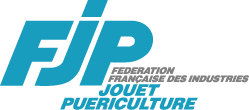 FJP
FEDERATION
FRANÇAISE DES INDUSTRIES
JOUET
PUERICULTURE